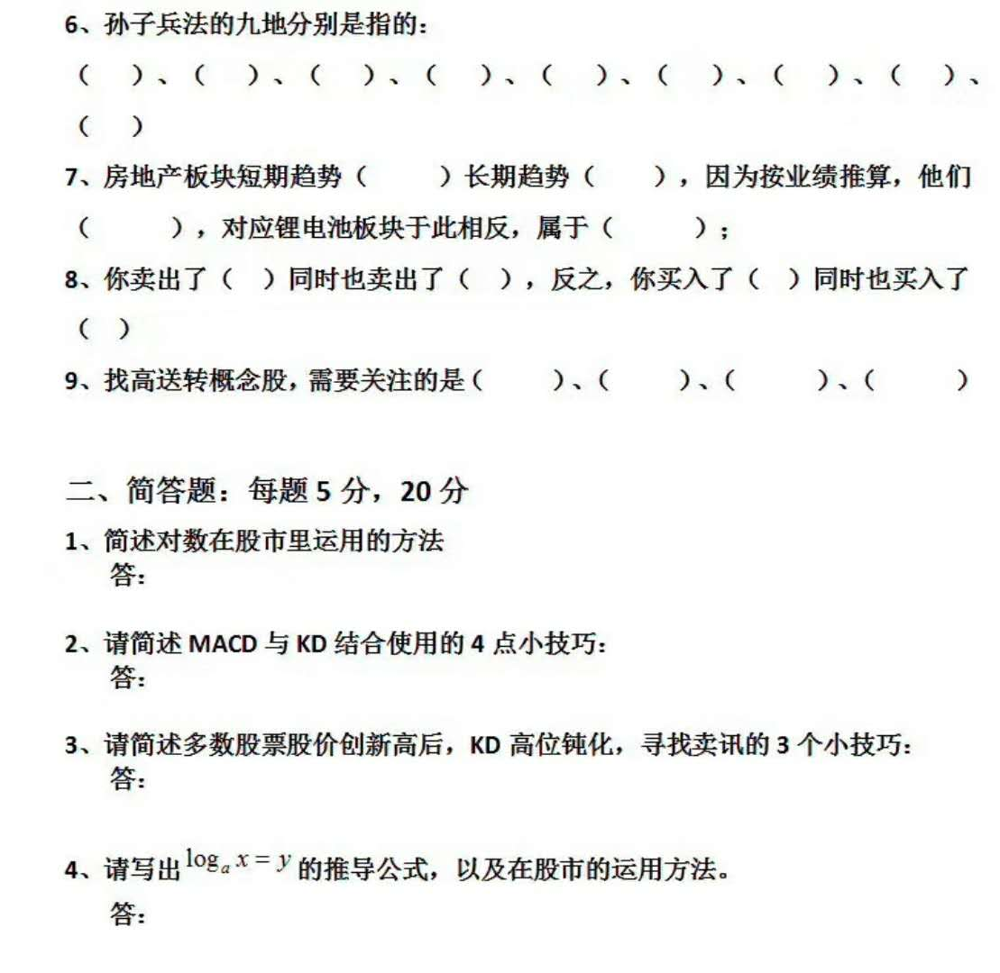 6、孙子兵法的九地分别是指的：
（ ）、（ ）、（ ）、（ ）、（ ）、（ ）、（ ）、（ ）、
（ ）
7、房地产板块短期趋势（ ）长期趋势（ ），因为按业绩推算，他们
（ ），对应锂电池板块于此相反，属于（ ）；
8、你卖出了（ ）同时也卖出了（ ），反之，你买入了（ ）同时也买入了
（ ）
9、找高送转概念股，需要关注的是（ ）、（ ）、（ ）、（ ）
二、简答题：每题 5 分，20 分
1、简述对数在股市里运用的方法
答：
2、请简述 MACD 与 KD 结合使用的 4 点小技巧：
答：
3、请简述多数股票股价创新高后，KD 高位钝化，寻找卖讯的 3 个小技巧：
答：
4、请写出 logₐ x = y 的推导公式，以及在股市的运用方法。
答：